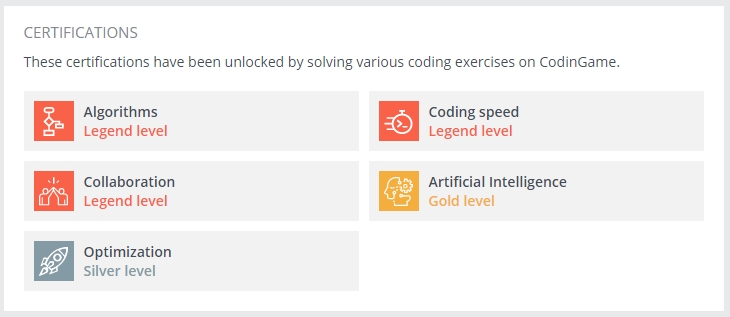 CERTIFICATIONS
These certifications have been unlocked by solving various coding exercises on CodinGame.
Algorithms
Legend level
Coding speed
Legend level
Collaboration
Legend level
Artificial Intelligence
Gold level
Optimization
Silver level